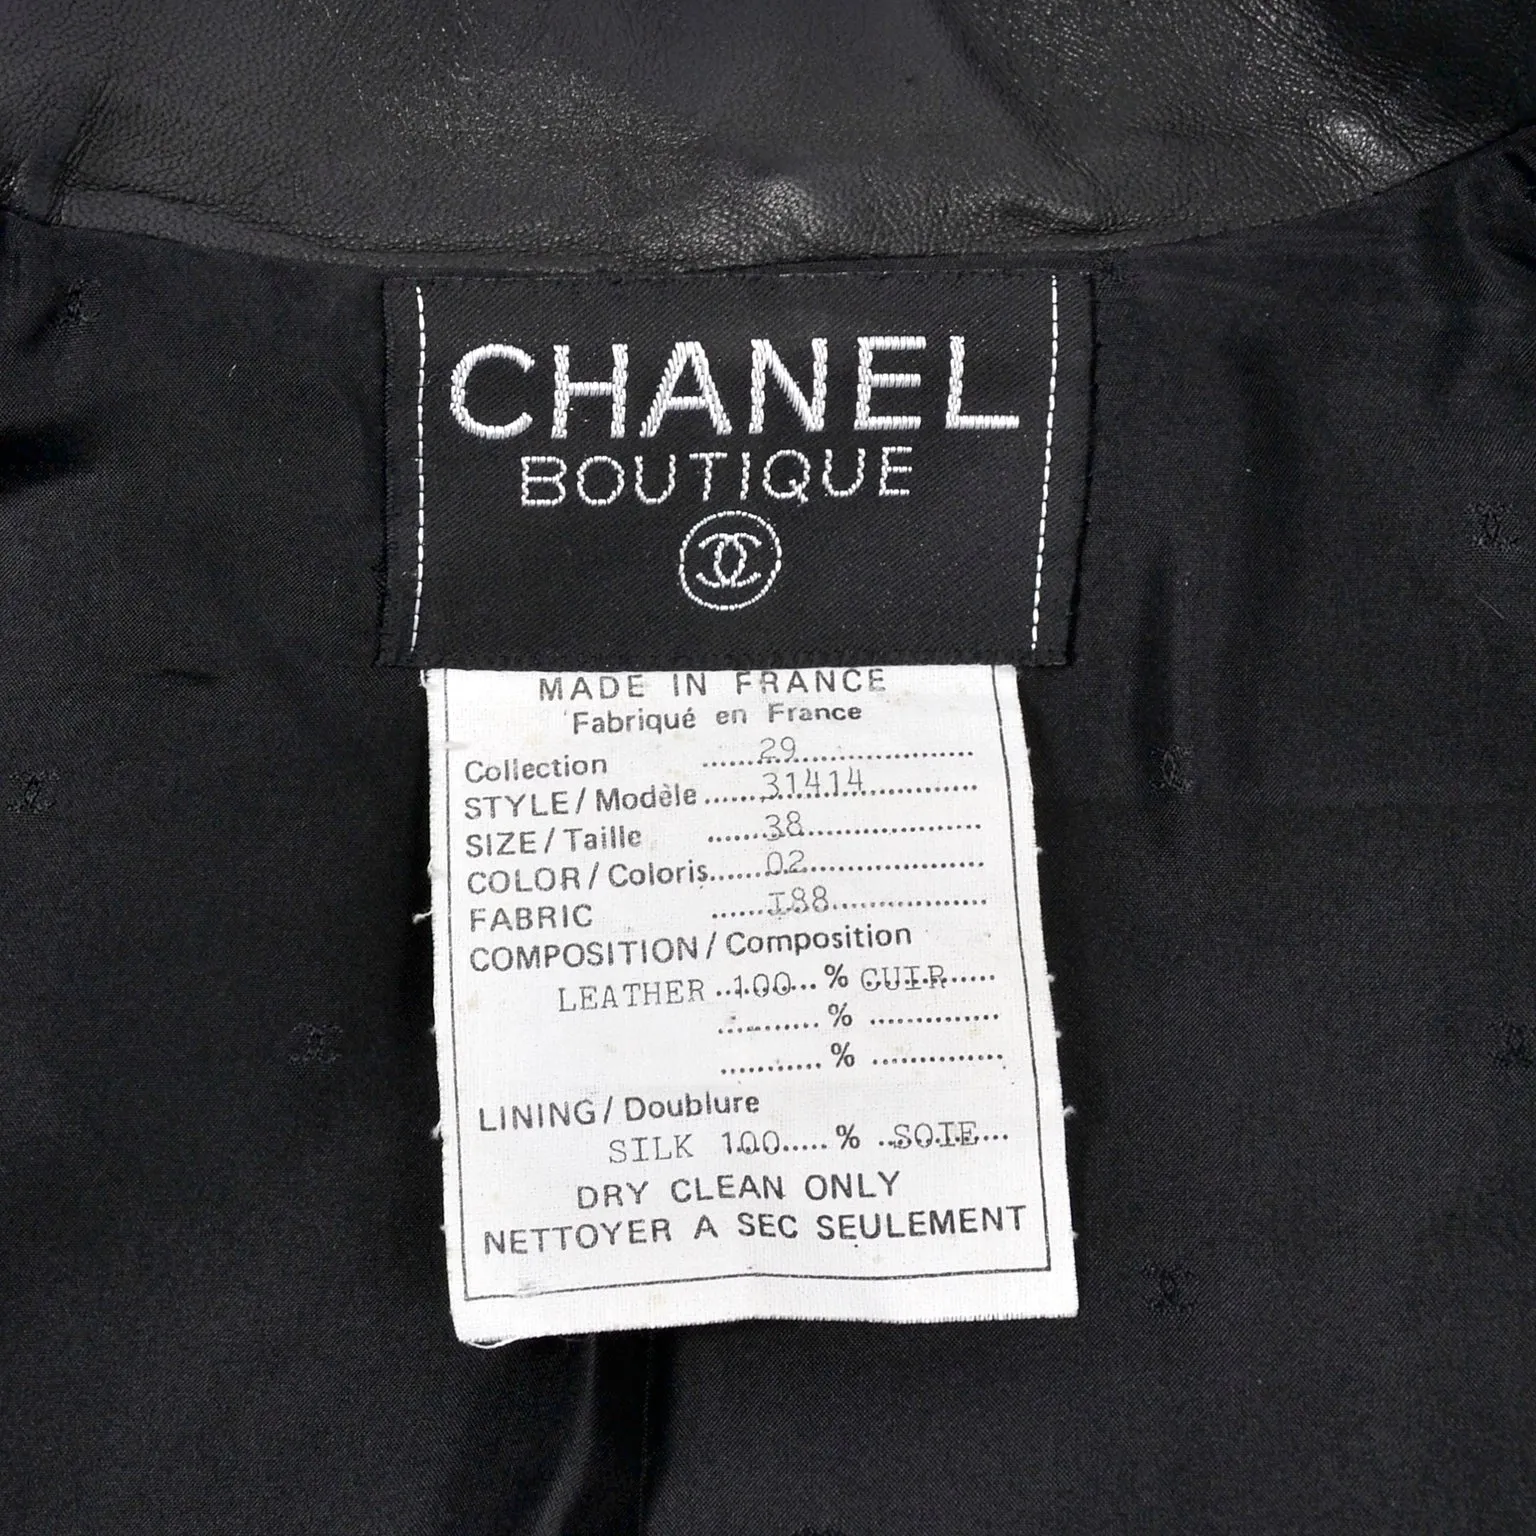 CHANEL
BOUTIQUE
MADE IN FRANCE
Fabriqué en France
Collection ......29..................
STYLE/Modèle......31414............
SIZE/Taille ......38..................
COLOR/Coloris......02..................
FABRIC ......I88................
COMPOSITION/Composition
LEATHER ..100... % CUIR......
........... % ..............
........... % ..............
LINING/Doublure
SILK 100..... % ..SOIE...
DRY CLEAN ONLY
NETTOYER A SEC SEULEMENT